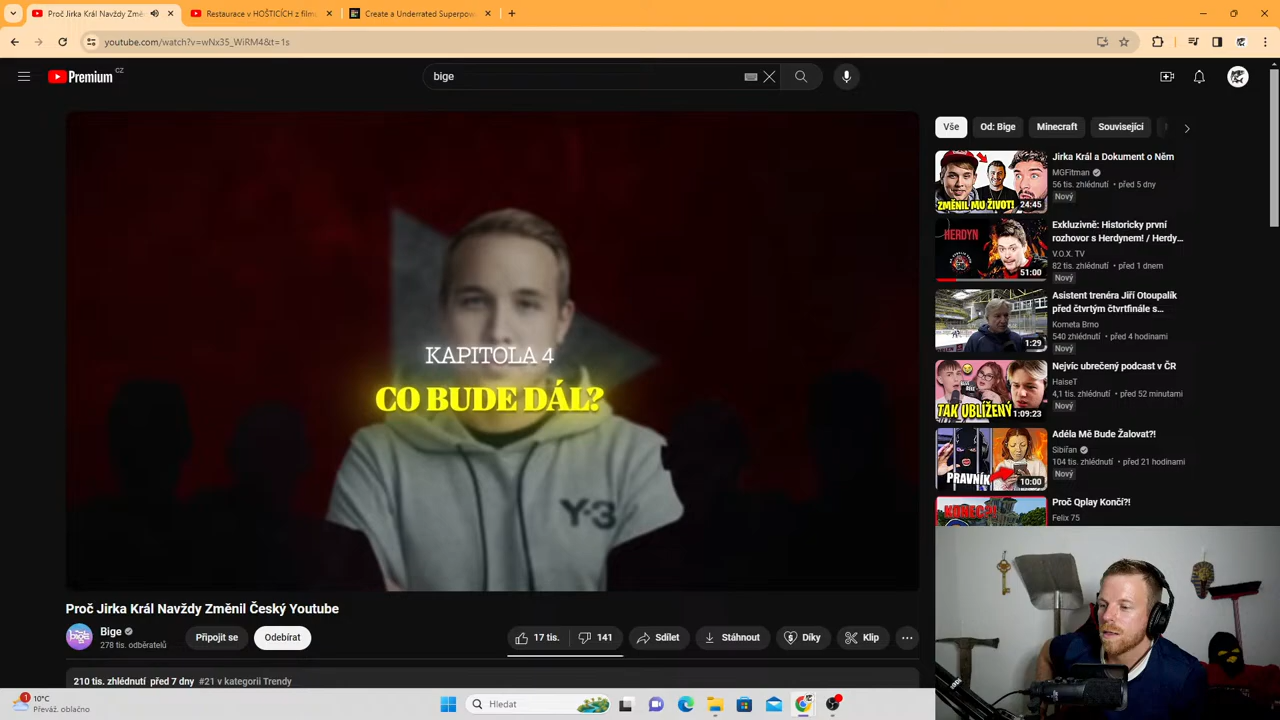 Proč Jirka Král Navždy Změni
Restaurace v HOŠTICÍCH z film
Create a Underrated Superpow
youtube.com/watch?v=wNx35_WiRM4&t=1s
Premium CZ
bige
KAPITOLA 4
CO BUDE DÁL?
Y-3
Proč Jirka Král Navždy Změnil Český Youtube
Bige
278 tis. odběratelů
Připojit se
Odebírat
17 tis.
141
Sdílet
Stáhnout
Díky
Klip
210 tis. zhlédnutí před 7 dny #21 v kategorii Trendy
Vše
Od: Bige
Minecraft
Související
ZMĚNIL MU ŽIVOT!
24:45
Jirka Král a Dokument o Něm
MGFitman
56 tis. zhlédnutí • před 5 dny
Nový
HERDYN
51:00
Exkluzivně: Historicky první
rozhovor s Herdynem! / Herdy...
V.O.X. TV
82 tis. zhlédnutí • před 1 dnem
Nový
1:29
Asistent trenéra Jiří Otoupalík
před čtvrtým čtvrtfinále s...
Kometa Brno
540 zhlédnutí • před 4 hodinami
Nový
TAK UBLÍŽENÝ
1:09:23
Nejvíc ubrečený podcast v ČR
HaiseT
4,1 tis. zhlédnutí • před 52 minutami
Nový
PRAVNÍK
10:00
Adéla Mě Bude Žalovat?!
Sibiřan
104 tis. zhlédnutí • před 21 hodinami
Nový
KONEC?!
Proč Qplay Končí?!
Felix 75
1
10°C
Převáž. oblačno
Hledat